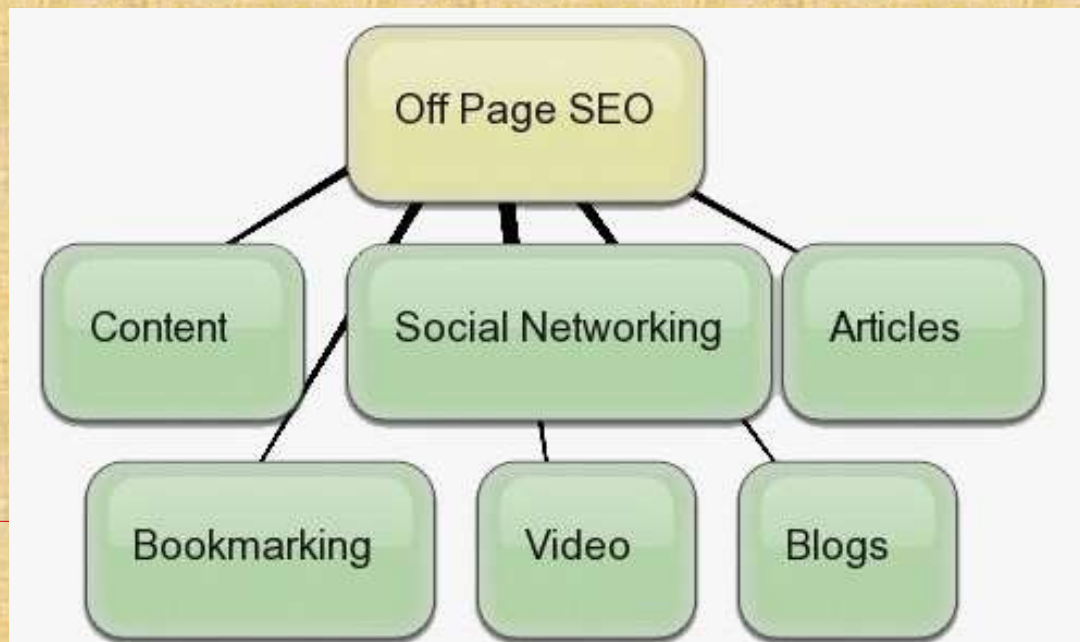 Off Page SEO
Content
Social Networking
Articles
Bookmarking
Video
Blogs